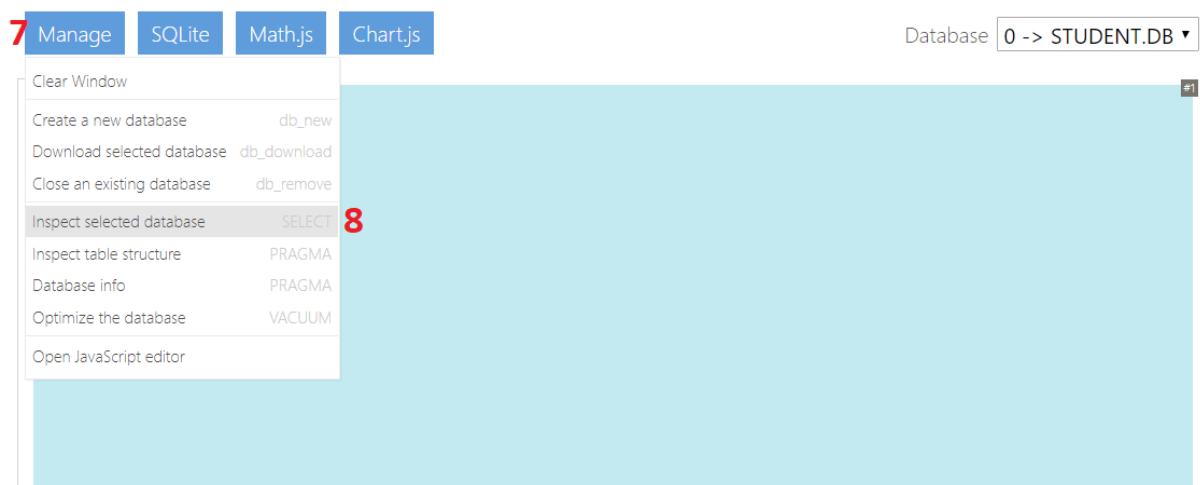 7 Manage SQLite Math.js Chart.js Database 0 -> STUDENT.DB
Clear Window
#1
Create a new database db_new
Download selected database db_download
Close an existing database db_remove
Inspect selected database SELECT 8
Inspect table structure PRAGMA
Database info PRAGMA
Optimize the database VACUUM
Open JavaScript editor